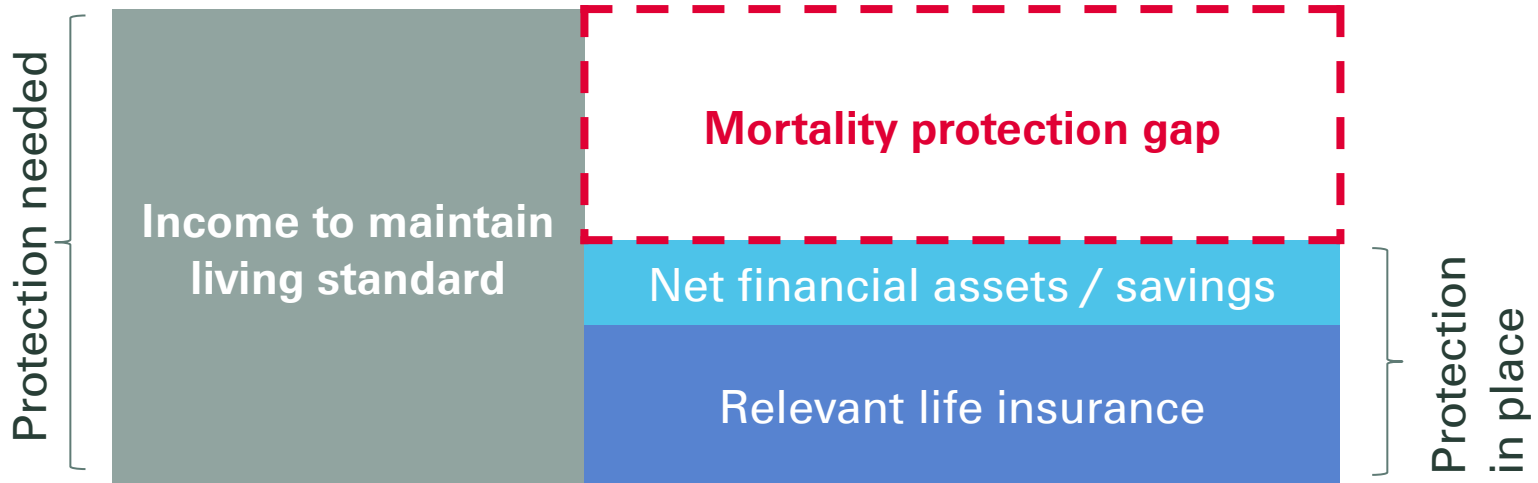 Protection needed
Income to maintain
living standard
Mortality protection gap
Net financial assets / savings
Relevant life insurance
Protection
in place